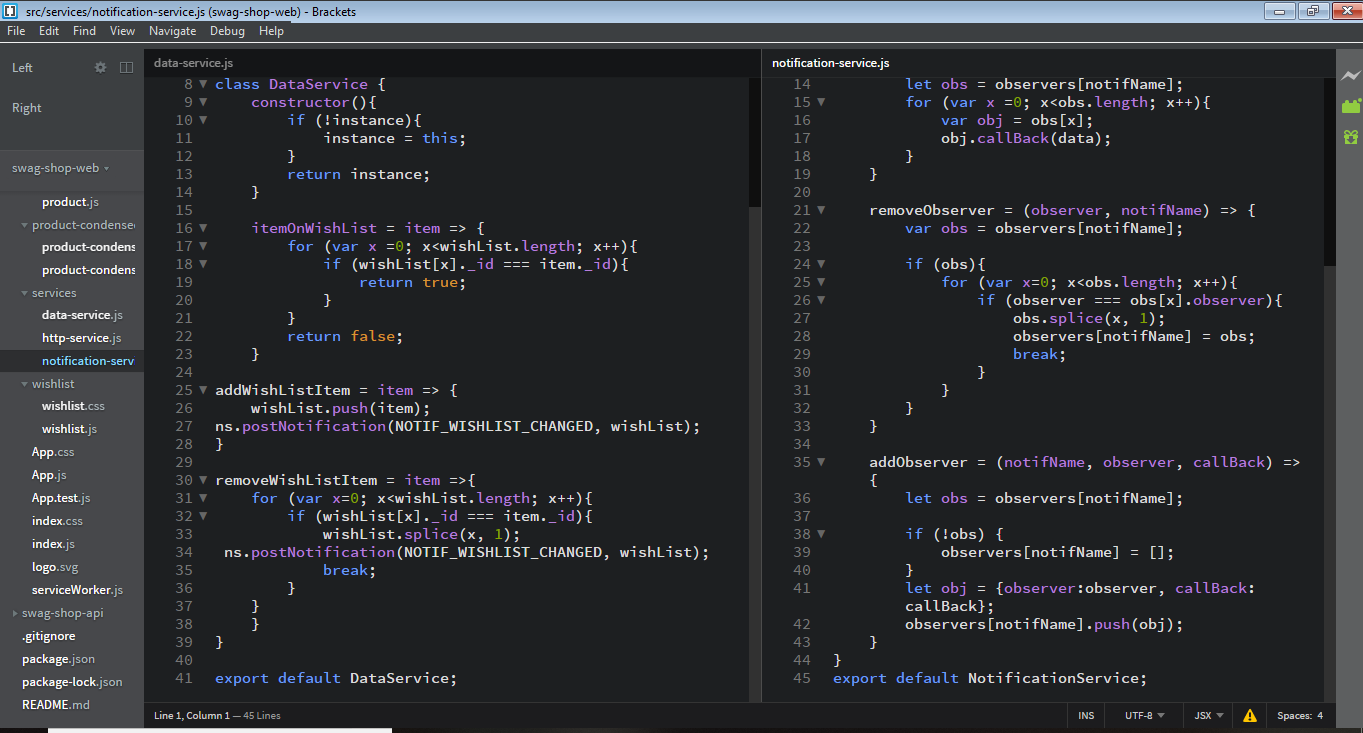 src/services/notification-service.js (swag-shop-web) - Brackets
File Edit Find View Navigate Debug Help
Left
Right
swag-shop-web
product.js
product-condensed
product-condens
product-condens
services
data-service.js
http-service.js
notification-serv
wishlist
wishlist.css
wishlist.js
App.css
App.js
App.test.js
index.css
index.js
logo.svg
serviceWorker.js
swag-shop-api
.gitignore
package.json
package-lock.json
README.md
data-service.js
8 class DataService {
9     constructor(){
10         if (!instance){
11             instance = this;
12         }
13         return instance;
14     }
15
16     itemOnWishList = item => {
17         for (var x =0; x<wishList.length; x++){
18             if (wishList[x]._id === item._id){
19                 return true;
20             }
21         }
22         return false;
23     }
24
25 addWishListItem = item => {
26     wishList.push(item);
27 ns.postNotification(NOTIF_WISHLIST_CHANGED, wishList);
28 }
29
30 removeWishListItem = item =>{
31     for (var x=0; x<wishList.length; x++){
32         if (wishList[x]._id === item._id){
33             wishList.splice(x, 1);
34  ns.postNotification(NOTIF_WISHLIST_CHANGED, wishList);
35             break;
36         }
37     }
38     }
39 }
40
41 export default DataService;
notification-service.js
14         let obs = observers[notifName];
15         for (var x =0; x<obs.length; x++){
16             var obj = obs[x];
17             obj.callBack(data);
18         }
19     }
20
21     removeObserver = (observer, notifName) => {
22         var obs = observers[notifName];
23
24         if (obs){
25             for (var x=0; x<obs.length; x++){
26                 if (observer === obs[x].observer){
27                     obs.splice(x, 1);
28                     observers[notifName] = obs;
29                     break;
30                 }
31             }
32         }
33     }
34
35     addObserver = (notifName, observer, callBack) =>
    {
36         let obs = observers[notifName];
37
38         if (!obs) {
39             observers[notifName] = [];
40         }
41         let obj = {observer:observer, callBack:
        callBack};
42         observers[notifName].push(obj);
43     }
44 }
45 export default NotificationService;
Line 1, Column 1 — 45 Lines
INS UTF-8 JSX Spaces: 4